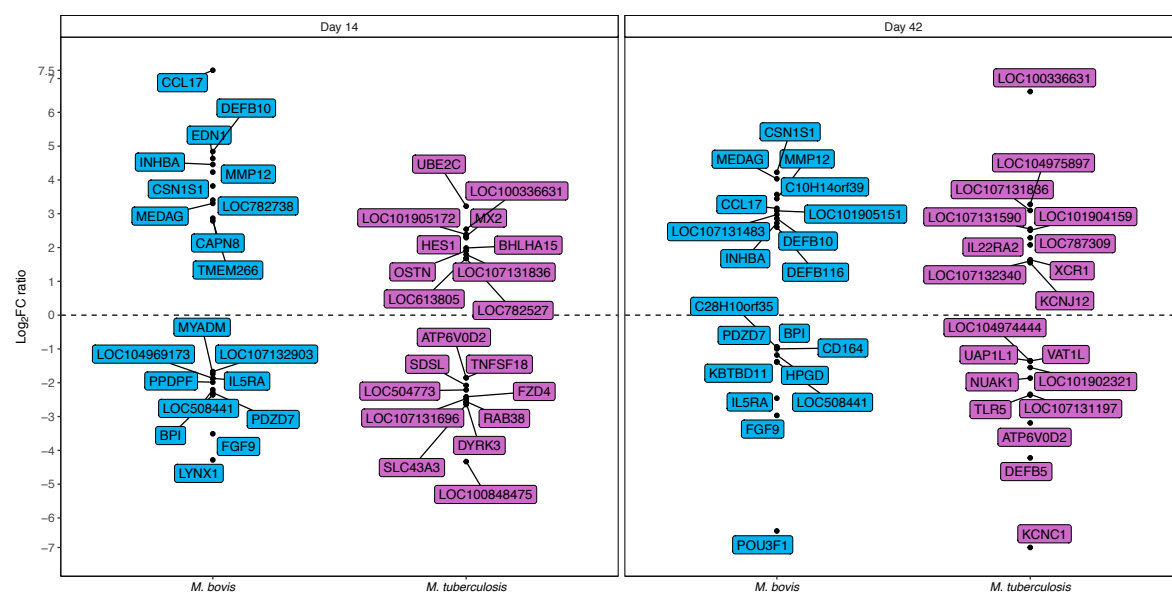 Day 14
Day 42
Log2FC ratio
7.5
7
6
5
4
3
2
1
0
−1
−2
−3
−4
−5
−6
−7
CCL17
DEFB10
EDN1
INHBA
MMP12
CSN1S1
LOC782738
MEDAG
CAPN8
TMEM266
MYADM
LOC104969173
LOC107132903
PPDPF
IL5RA
LOC508441
PDZD7
BPI
FGF9
LYNX1
UBE2C
LOC100336631
LOC101905172
MX2
HES1
BHLHA15
OSTN
LOC107131836
LOC613805
LOC782527
ATP6V0D2
SDSL
TNFSF18
LOC504773
FZD4
LOC107131696
RAB38
DYRK3
SLC43A3
LOC100848475
CSN1S1
MEDAG
MMP12
C10H14orf39
CCL17
LOC101905151
LOC107131483
DEFB10
INHBA
DEFB116
C28H10orf35
PDZD7
BPI
CD164
KBTBD11
HPGD
IL5RA
LOC508441
FGF9
POU3F1
LOC100336631
LOC104975897
LOC107131836
LOC107131590
LOC101904159
IL22RA2
LOC787309
LOC107132340
XCR1
KCNJ12
LOC104974444
UAP1L1
VAT1L
NUAK1
LOC101902321
TLR5
LOC107131197
ATP6V0D2
DEFB5
KCNC1
M. bovis
M. tuberculosis
M. bovis
M. tuberculosis